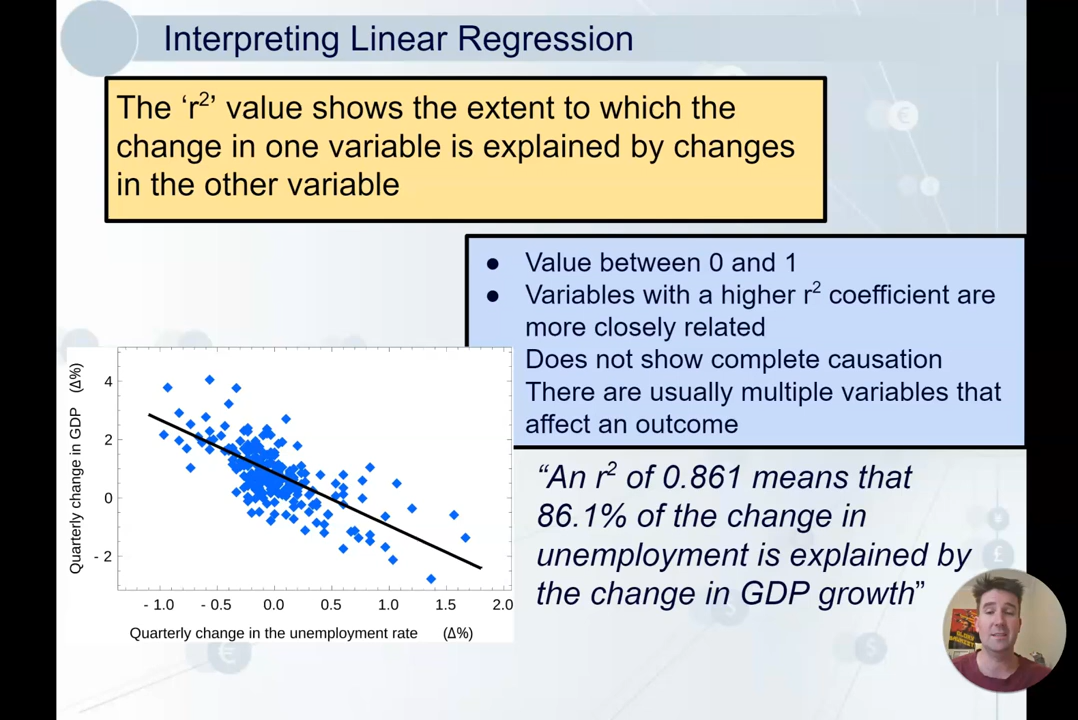 Interpreting Linear Regression
The ‘r²’ value shows the extent to which the
change in one variable is explained by changes
in the other variable
● Value between 0 and 1
● Variables with a higher r² coefficient are
more closely related
Does not show complete causation
There are usually multiple variables that
affect an outcome
Quarterly change in GDP (Δ%)
4
2
0
- 2
- 1.0 - 0.5 0.0 0.5 1.0 1.5 2.0
Quarterly change in the unemployment rate (Δ%)
“An r² of 0.861 means that
86.1% of the change in
unemployment is explained by
the change in GDP growth”